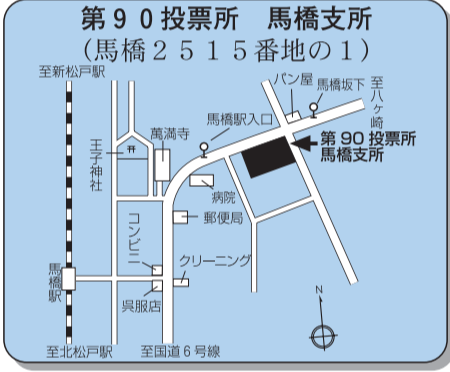 第９０投票所　馬橋支所
（馬橋２５１５番地の１）
至新松戸駅
パン屋
馬橋坂下
至八ヶ崎
馬橋駅入口
萬満寺
王子神社
第90投票所
馬橋支所
病院
郵便局
コンビニ
クリーニング
馬橋駅
呉服店
N
至北松戸駅
至国道6号線